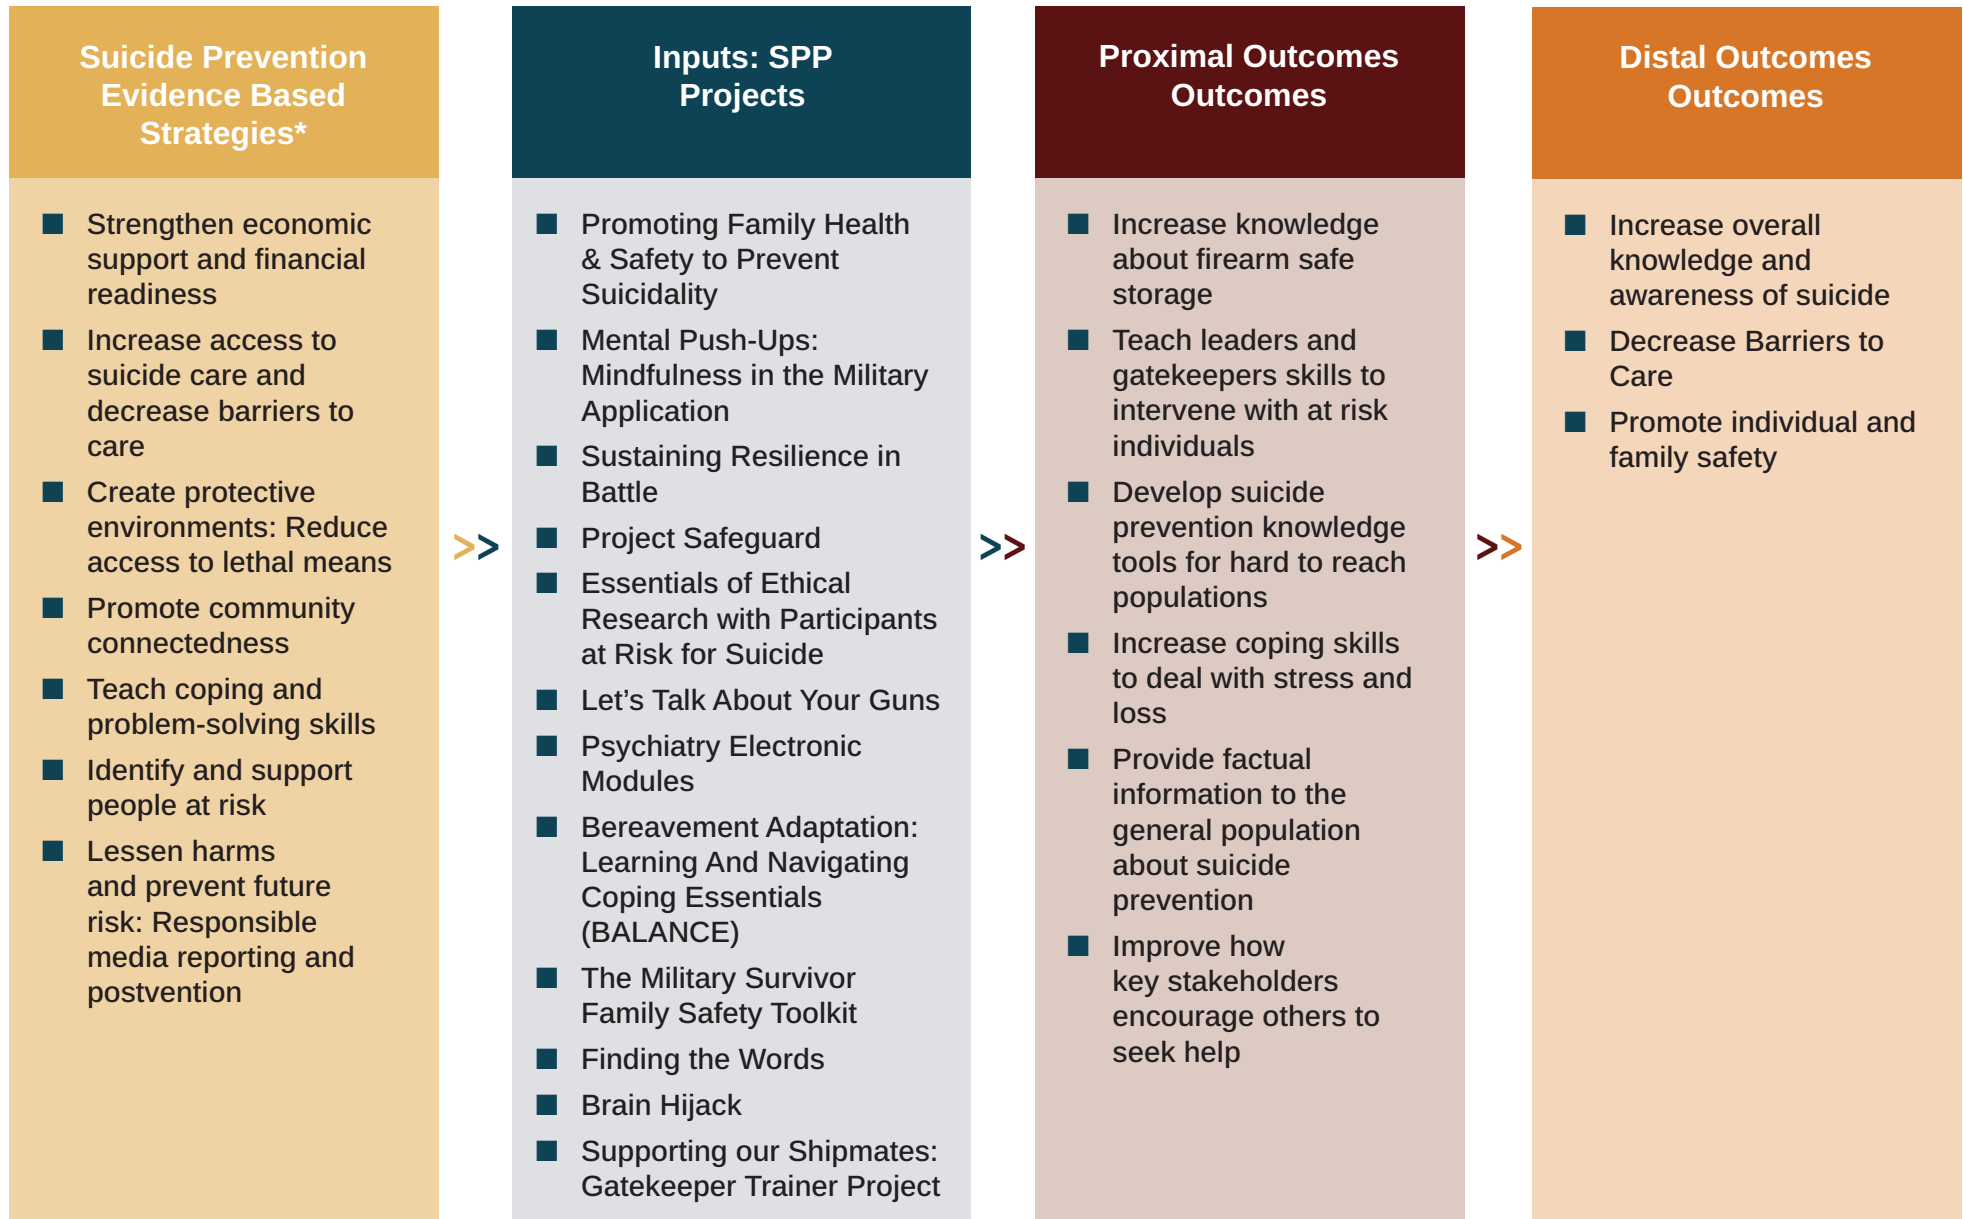 Suicide Prevention
Evidence Based
Strategies*
■ Strengthen economic
support and financial
readiness
■ Increase access to
suicide care and
decrease barriers to
care
■ Create protective
environments: Reduce
access to lethal means
■ Promote community
connectedness
■ Teach coping and
problem-solving skills
■ Identify and support
people at risk
■ Lessen harms
and prevent future
risk: Responsible
media reporting and
postvention
>>
Inputs: SPP
Projects
■ Promoting Family Health
& Safety to Prevent
Suicidality
■ Mental Push-Ups:
Mindfulness in the Military
Application
■ Sustaining Resilience in
Battle
■ Project Safeguard
■ Essentials of Ethical
Research with Participants
at Risk for Suicide
■ Let’s Talk About Your Guns
■ Psychiatry Electronic
Modules
■ Bereavement Adaptation:
Learning And Navigating
Coping Essentials
(BALANCE)
■ The Military Survivor
Family Safety Toolkit
■ Finding the Words
■ Brain Hijack
■ Supporting our Shipmates:
Gatekeeper Trainer Project
>>
Proximal Outcomes
Outcomes
■ Increase knowledge
about firearm safe
storage
■ Teach leaders and
gatekeepers skills to
intervene with at risk
individuals
■ Develop suicide
prevention knowledge
tools for hard to reach
populations
■ Increase coping skills
to deal with stress and
loss
■ Provide factual
information to the
general population
about suicide
prevention
■ Improve how
key stakeholders
encourage others to
seek help
>>
Distal Outcomes
Outcomes
■ Increase overall
knowledge and
awareness of suicide
■ Decrease Barriers to
Care
■ Promote individual and
family safety